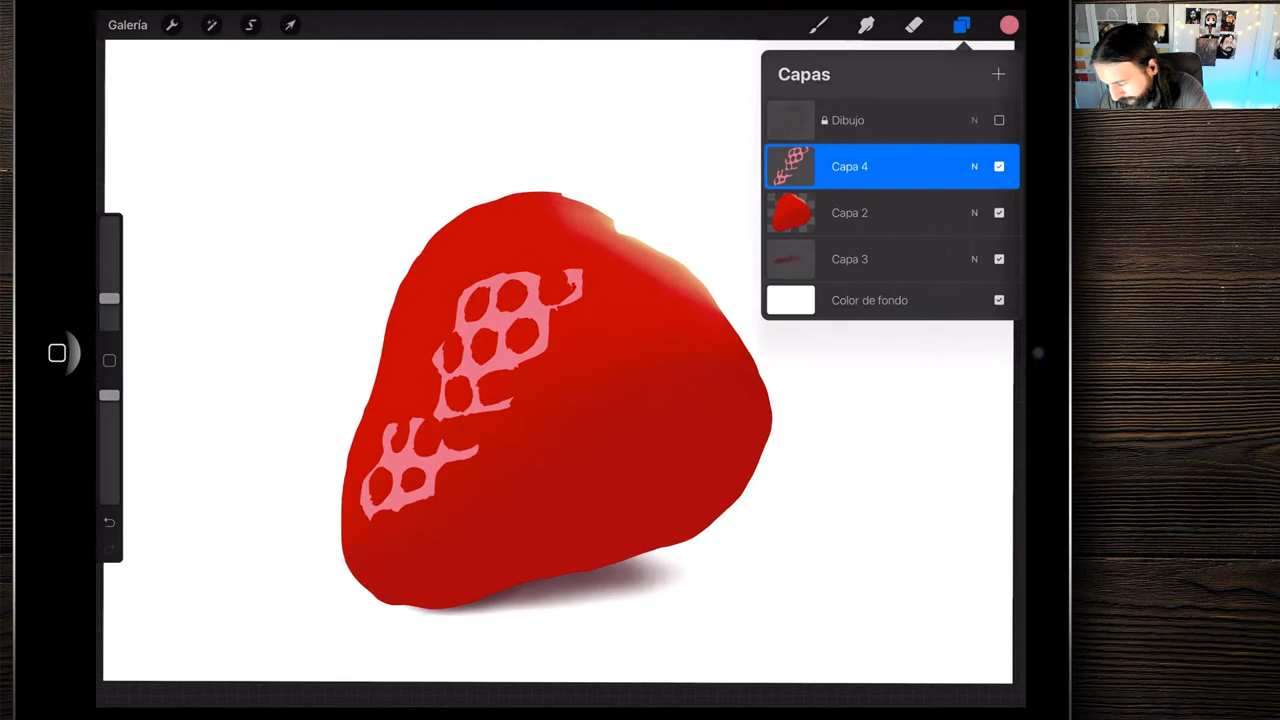 Galería
Capas
Dibujo N
Capa 4 N
Capa 2 N
Capa 3 N
Color de fondo